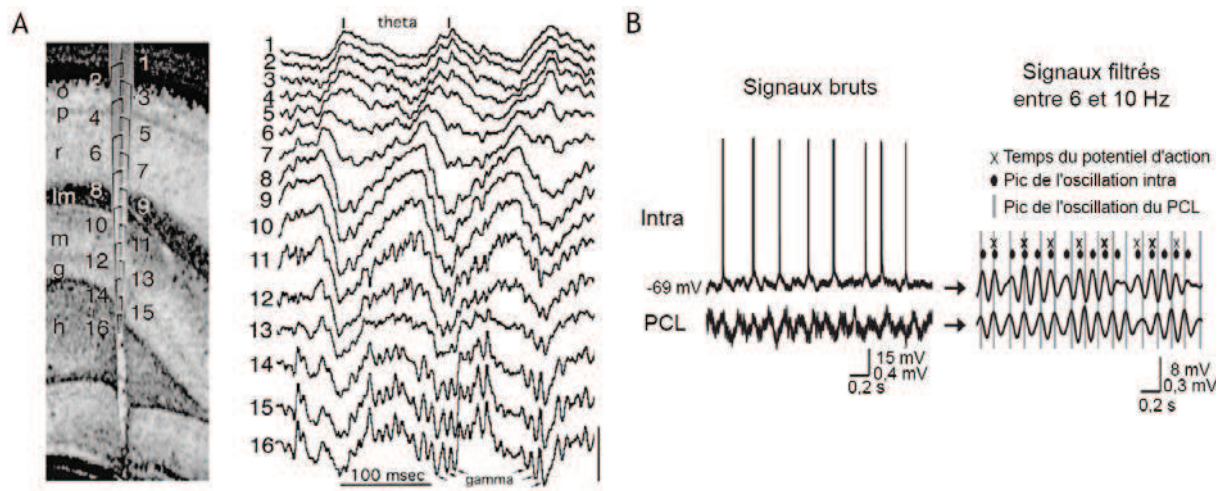 A
theta
1
2
3
4
5
6
7
8
9
10
11
12
13
14
15
16
100 msec
gamma
1
2
3
o
p
4
5
r
6
7
lm
8
9
10
m
11
12
g
13
14
15
h
16
B
Signaux bruts
Signaux filtrés
entre 6 et 10 Hz
x Temps du potentiel d'action
Pic de l'oscillation intra
Pic de l'oscillation du PCL
Intra
-69 mV
PCL
15 mV
0,4 mV
0,2 s
8 mV
0,3 mV
0,2 s